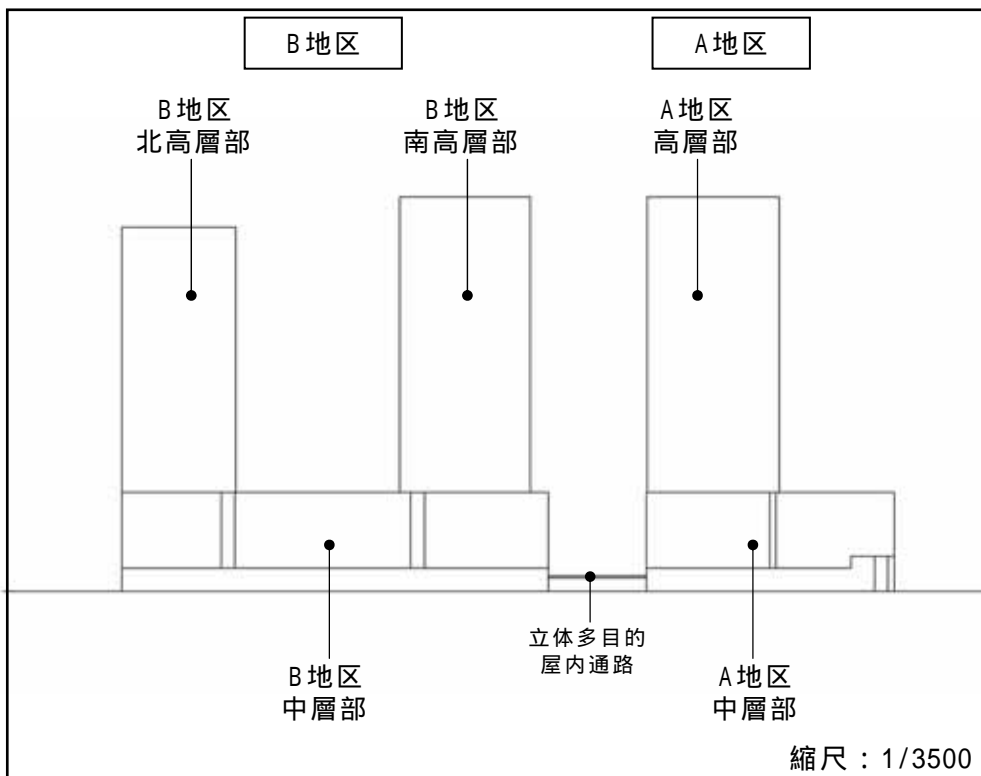 B地区
A地区
B地区
北高層部
B地区
南高層部
A地区
高層部
立体多目的
屋内通路
B地区
中層部
A地区
中層部
縮尺：1/3500